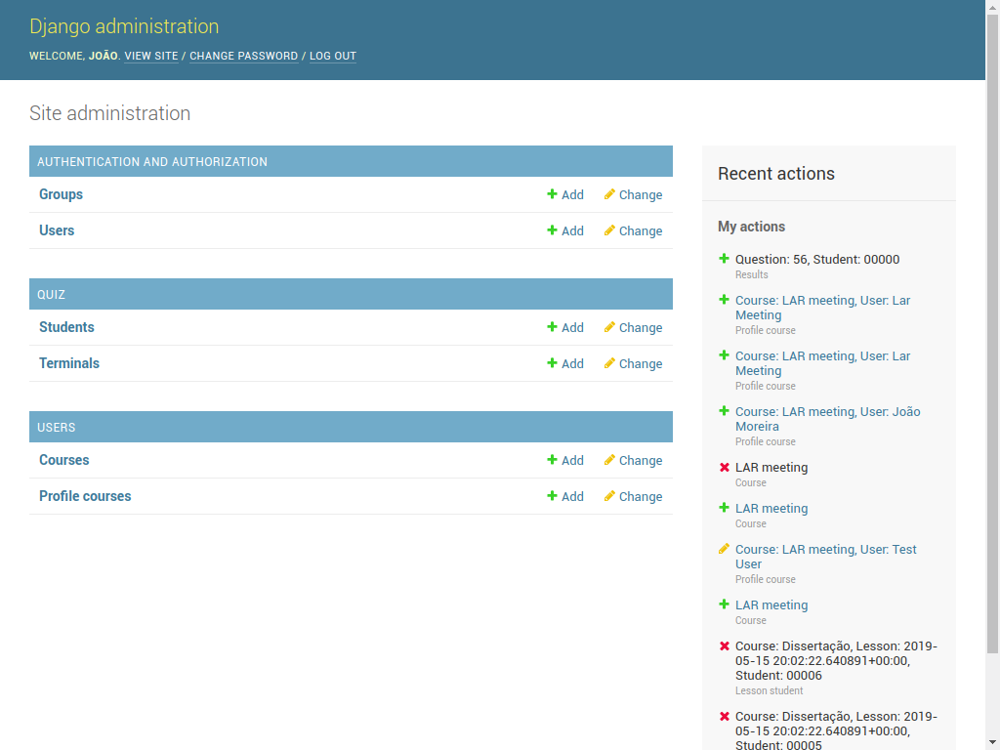 Django administration
WELCOME, JOÃO. VIEW SITE / CHANGE PASSWORD / LOG OUT
Site administration
AUTHENTICATION AND AUTHORIZATION
Groups Add Change
Users Add Change
QUIZ
Students Add Change
Terminals Add Change
USERS
Courses Add Change
Profile courses Add Change
Recent actions
My actions
Question: 56, Student: 00000
Results
Course: LAR meeting, User: Lar
Meeting
Profile course
Course: LAR meeting, User: Lar
Meeting
Profile course
Course: LAR meeting, User: João
Moreira
Profile course
LAR meeting
Course
LAR meeting
Course
Course: LAR meeting, User: Test
User
Profile course
LAR meeting
Course
Course: Dissertação, Lesson: 2019-
05-15 20:02:22.640891+00:00,
Student: 00006
Lesson student
Course: Dissertação, Lesson: 2019-
05-15 20:02:22.640891+00:00,
Student: 00005